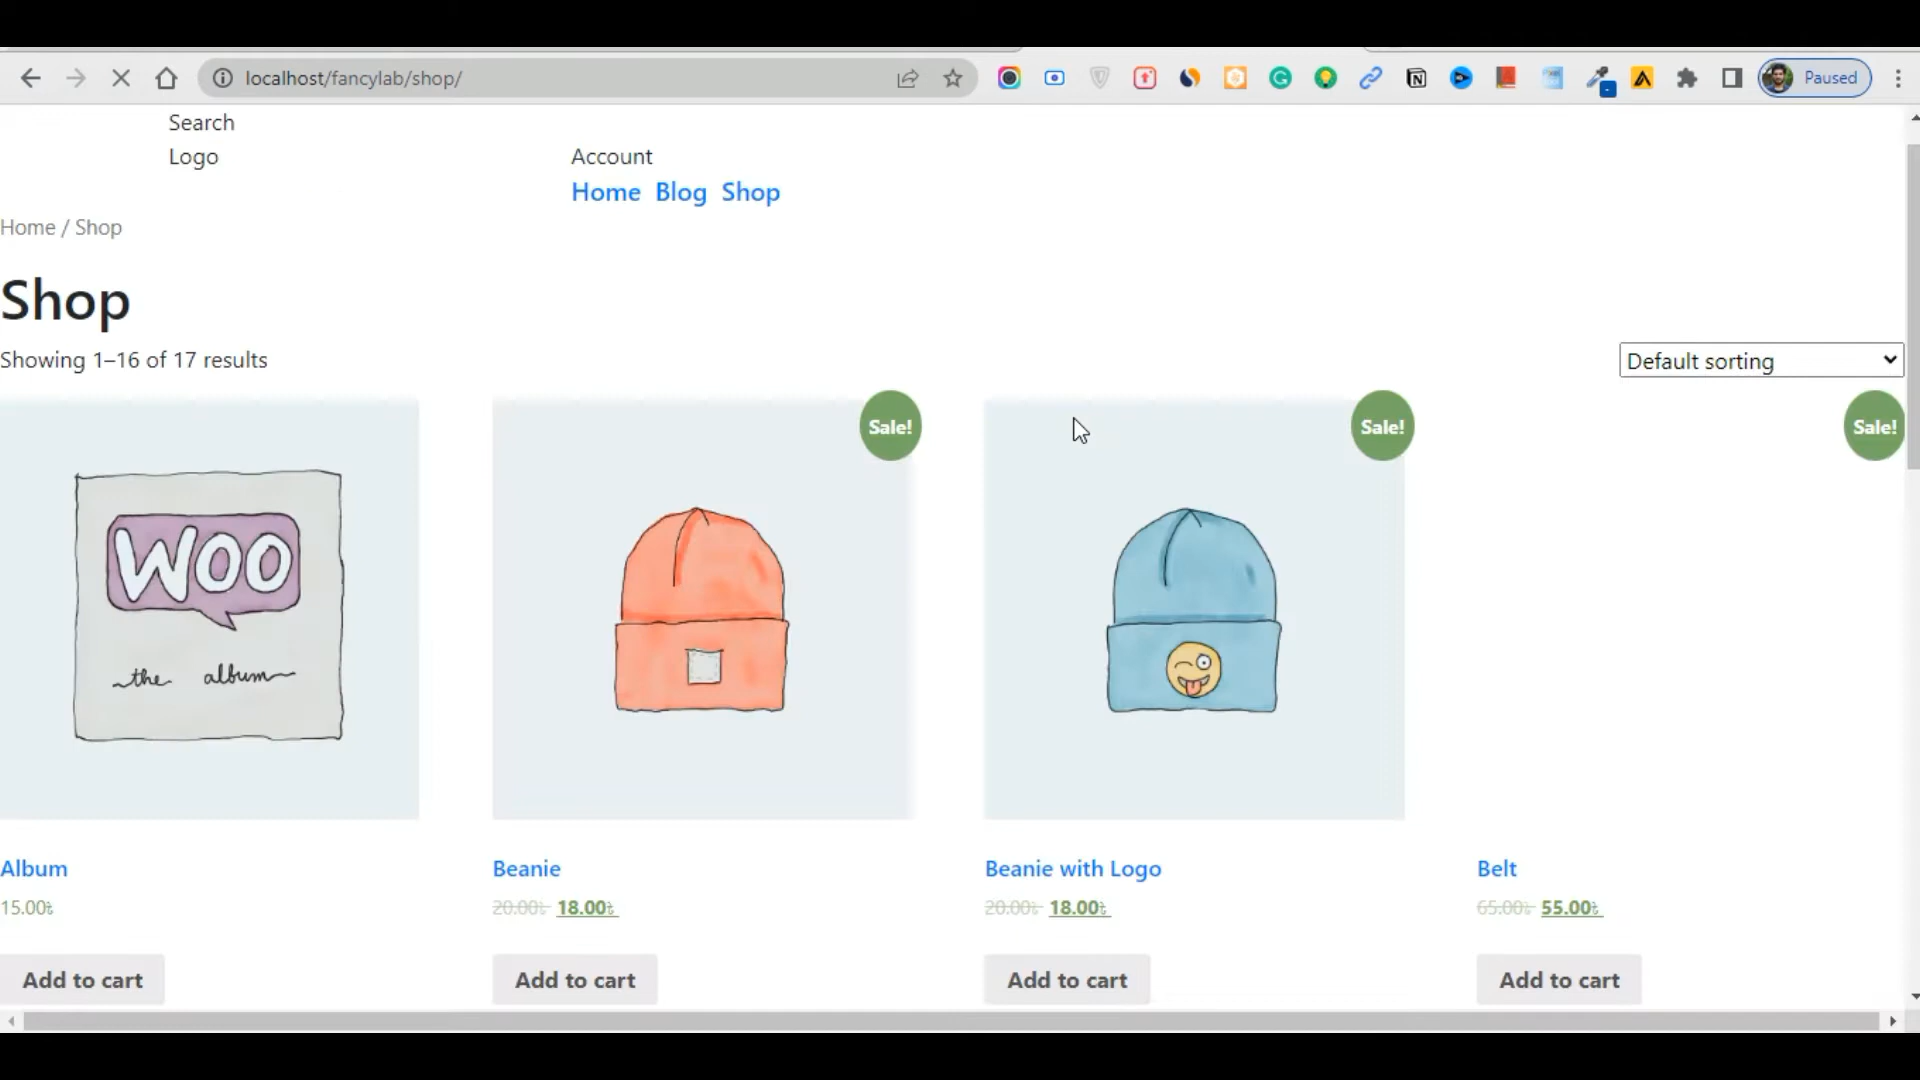 localhost/fancylab/shop/
Paused
Search
Logo
Account
Home Blog Shop
Home / Shop
Shop
Showing 1–16 of 17 results
Default sorting
Sale!
Sale!
Sale!
WOO
the album
Album
Beanie
Beanie with Logo
Belt
15.00৳
20.00৳ 18.00৳
20.00৳ 18.00৳
65.00৳ 55.00৳
Add to cart
Add to cart
Add to cart
Add to cart